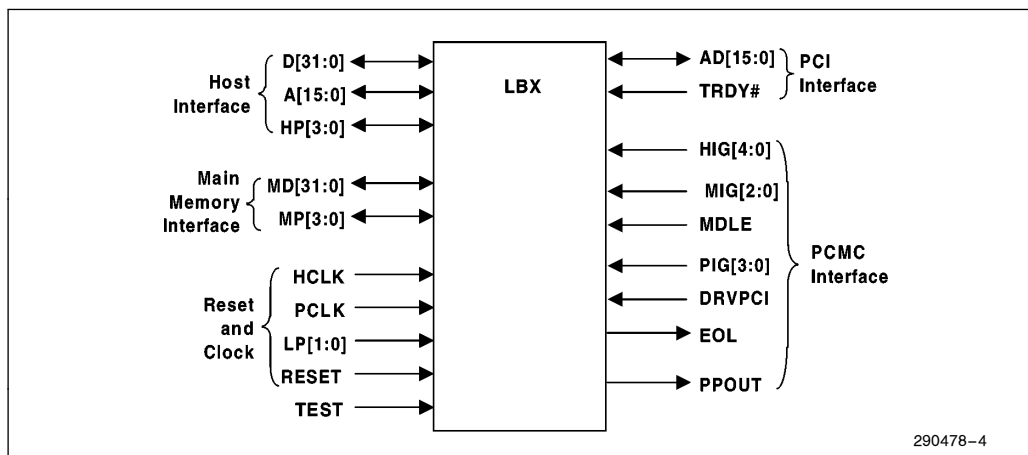 Host
Interface
D[31:0]
A[15:0]
HP[3:0]
Main
Memory
Interface
MD[31:0]
MP[3:0]
Reset
and
Clock
HCLK
PCLK
LP[1:0]
RESET
TEST
LBX
AD[15:0]
TRDY#
PCI
Interface
HIG[4:0]
MIG[2:0]
MDLE
PIG[3:0]
DRVPCI
EOL
PPOUT
PCMC
Interface
290478–4